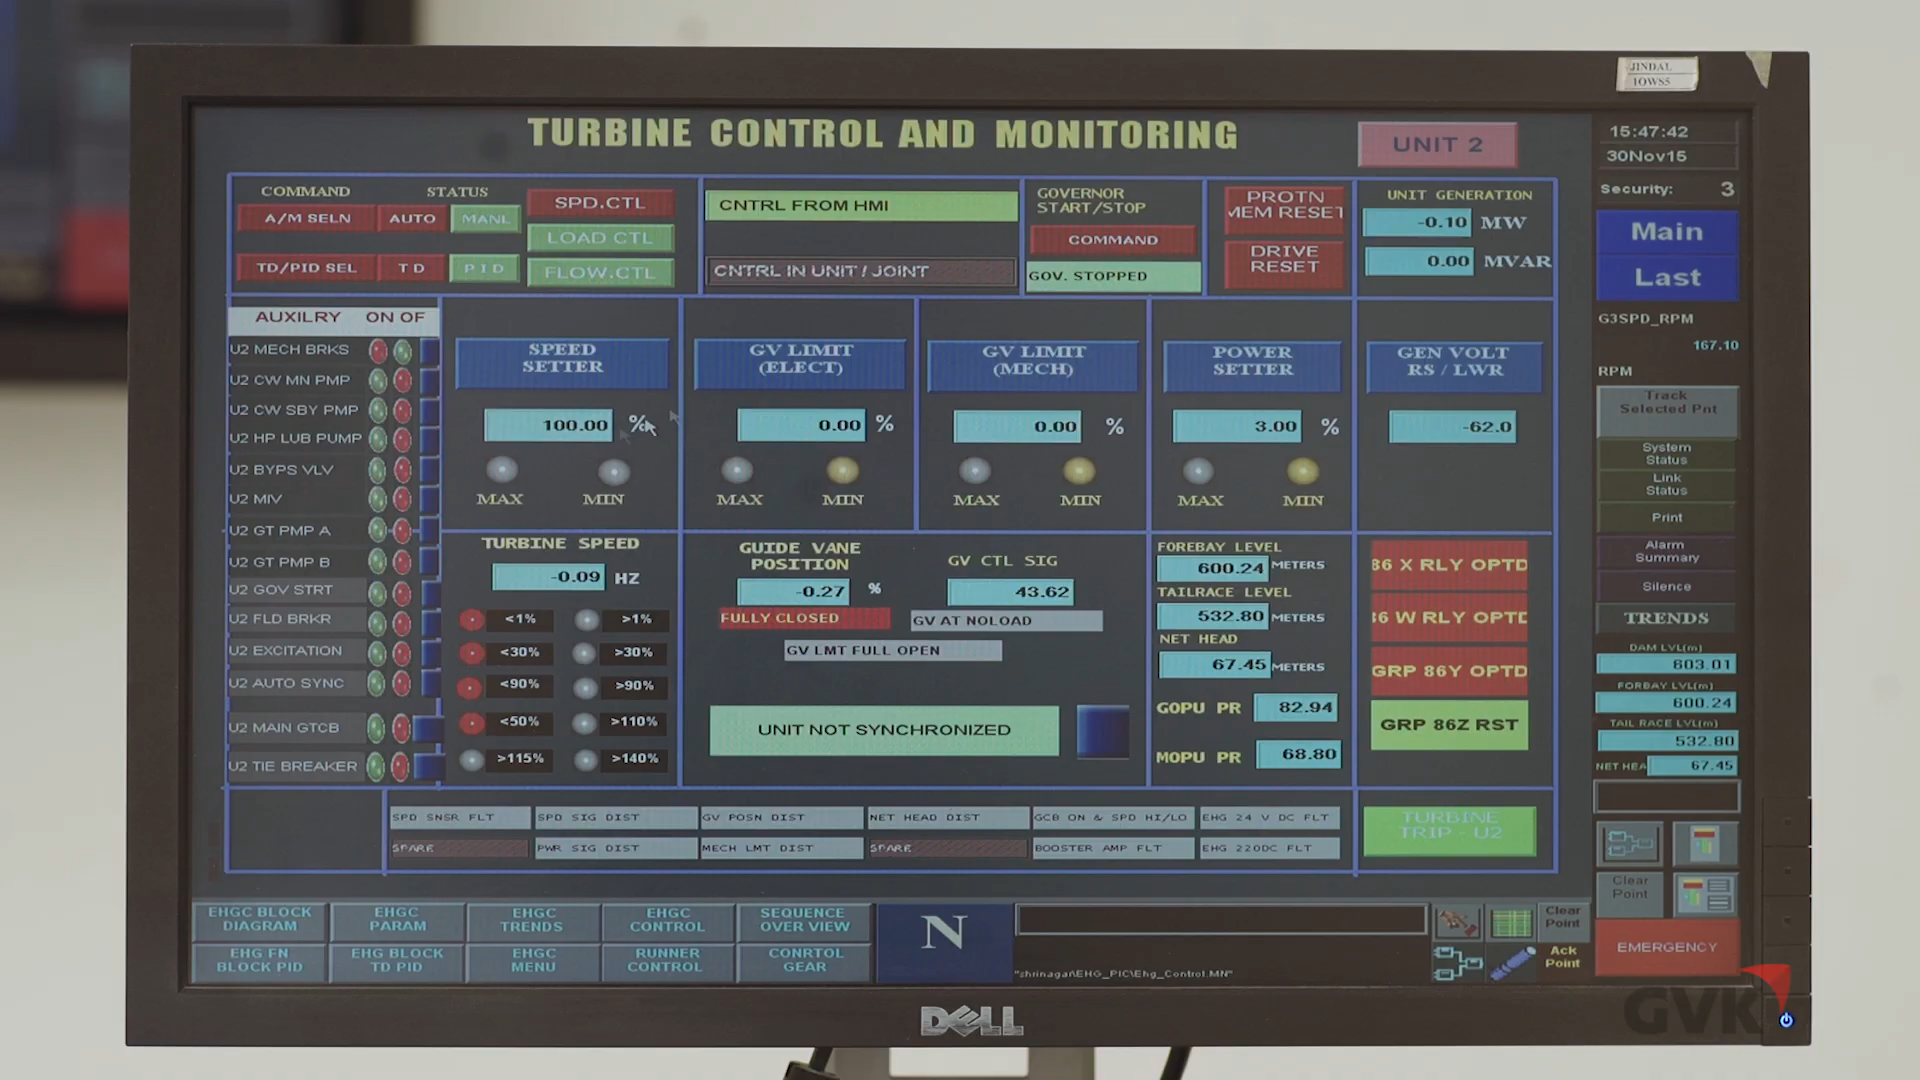 JINDAL
1OWS5
TURBINE CONTROL AND MONITORING
UNIT 2
15:47:42
30Nov15
Security: 3
Main
Last
G3SPD_RPM
167.10
RPM
Track
Selected Pnt
System
Status
Link
Status
Print
Alarm
Summary
Silence
TRENDS
DAM LVL(m)
603.01
FORBAY LVL(m)
600.24
TAIL RACE LVL(m)
532.80
NET HEA 67.45
Clear
Point
EMERGENCY
COMMAND STATUS
A/M SELN AUTO MANL
TD/PID SEL T D P I D
SPD.CTL
LOAD CTL
FLOW.CTL
CNTRL FROM HMI
CNTRL IN UNIT / JOINT
GOVERNOR
START/STOP
COMMAND
GOV. STOPPED
PROTN
MEM RESET
DRIVE
RESET
UNIT GENERATION
-0.10 MW
0.00 MVAR
AUXILRY ON OF
U2 MECH BRKS
U2 CW MN PMP
U2 CW SBY PMP
U2 HP LUB PUMP
U2 BYPS VLV
U2 MIV
U2 GT PMP A
U2 GT PMP B
U2 GOV STRT
U2 FLD BRKR
U2 EXCITATION
U2 AUTO SYNC
U2 MAIN GTCB
U2 TIE BREAKER
SPEED
SETTER
100.00 %
MAX MIN
GV LIMIT
(ELECT)
0.00 %
MAX MIN
GV LIMIT
(MECH)
0.00 %
MAX MIN
POWER
SETTER
3.00 %
MAX MIN
GEN VOLT
RS / LWR
-62.0
TURBINE SPEED
-0.09 HZ
<1% >1%
<30% >30%
<90% >90%
<50% >110%
>115% >140%
GUIDE VANE
POSITION
-0.27 %
FULLY CLOSED
GV CTL SIG
43.62
GV AT NOLOAD
GV LMT FULL OPEN
UNIT NOT SYNCHRONIZED
FOREBAY LEVEL
600.24 METERS
TAILRACE LEVEL
532.80 METERS
NET HEAD
67.45 METERS
GOPU PR 82.94
MOPU PR 68.80
86 X RLY OPTD
86 W RLY OPTD
GRP 86Y OPTD
GRP 86Z RST
SPD SNSR FLT SPD SIG DIST GV POSN DIST NET HEAD DIST GCB ON & SPD HI/LO EHG 24 V DC FLT
SPARE PWR SIG DIST MECH LMT DIST SPARE BOOSTER AMP FLT EHG 220DC FLT
TURBINE
TRIP - U2
EHGC BLOCK
DIAGRAM
EHGC
PARAM
EHGC
TRENDS
EHGC
CONTROL
SEQUENCE
OVER VIEW
EHG FN
BLOCK PID
EHG BLOCK
TD PID
EHGC
MENU
RUNNER
CONTROL
CONRTOL
GEAR
N
"shrinagar\EHG_PIC\Ehg_Control.MN"
Clear
Point
Ack
Point
DELL
GVK